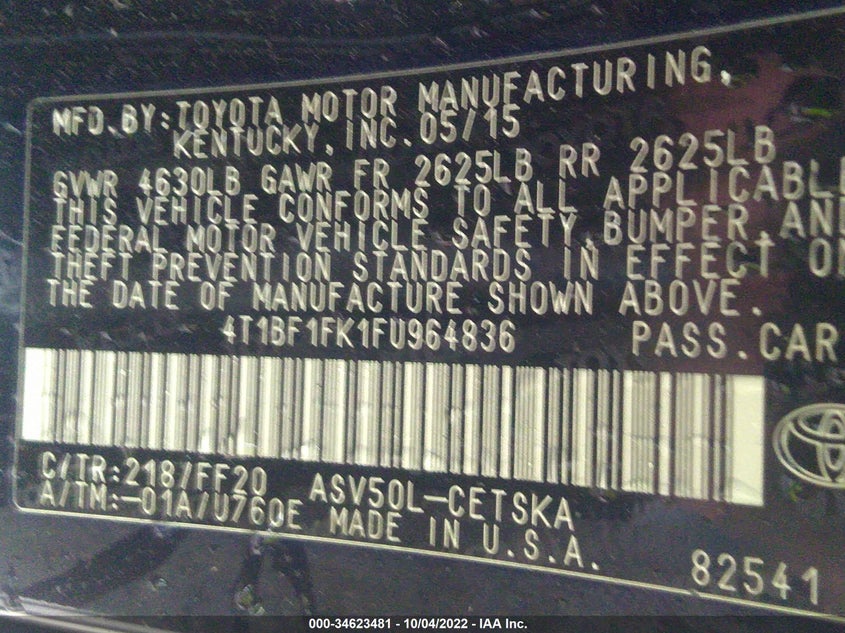 MFD.BY:TOYOTA MOTOR MANUFACTURING,
KENTUCKY,INC.05/15
GVWR 4630LB GAWR FR 2625LB RR 2625LB
THIS VEHICLE CONFORMS TO ALL APPLICABLE
FEDERAL MOTOR VEHICLE SAFETY,BUMPER,AND
THEFT PREVENTION STANDARDS IN EFFECT ON
THE DATE OF MANUFACTURE SHOWN ABOVE.
4T1BF1FK1FU964836 PASS.CAR
C/TR:218/FF20 ASV50L-CETSKA
A/TM:-01A/U760E MADE IN U.S.A.
82541
000-34623481 - 10/04/2022 - IAA Inc.